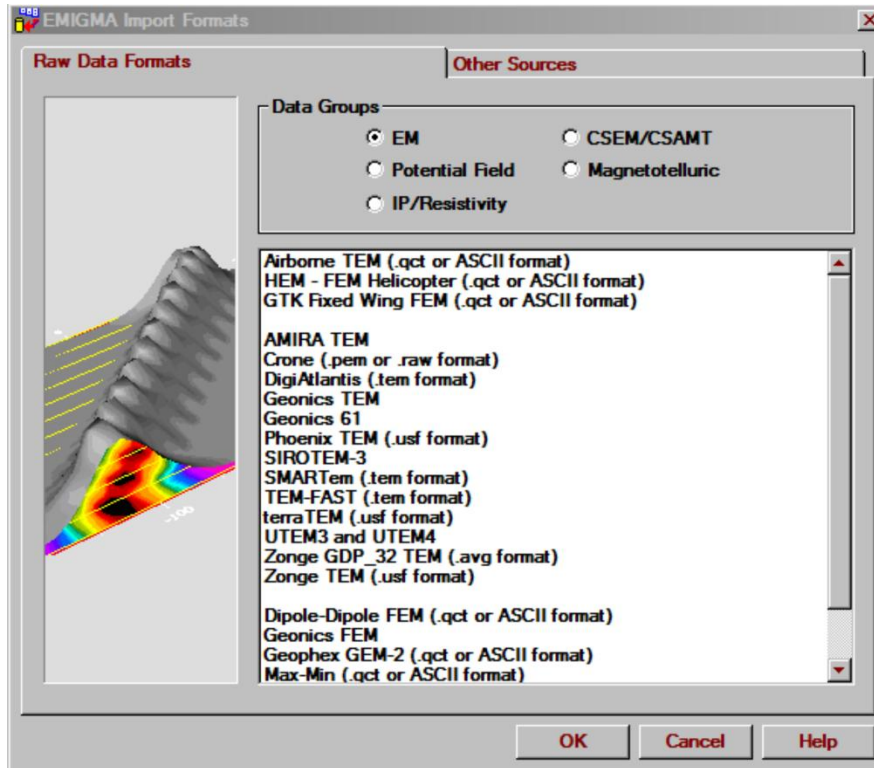 EMIGMA Import Formats
Raw Data Formats
Other Sources
Data Groups
EM
CSEM/CSAMT
Potential Field
Magnetotelluric
IP/Resistivity
Airborne TEM (.qct or ASCII format)
HEM - FEM Helicopter (.qct or ASCII format)
GTK Fixed Wing FEM (.qct or ASCII format)
AMIRA TEM
Crone (.pem or .raw format)
DigiAtlantis (.tem format)
Geonics TEM
Geonics 61
Phoenix TEM (.usf format)
SIROTEM-3
SMARTem (.tem format)
TEM-FAST (.tem format)
terraTEM (.usf format)
UTEM3 and UTEM4
Zonge GDP_32 TEM (.avg format)
Zonge TEM (.usf format)
Dipole-Dipole FEM (.qct or ASCII format)
Geonics FEM
Geophex GEM-2 (.qct or ASCII format)
Max-Min (.qct or ASCII format)
-100
OK
Cancel
Help